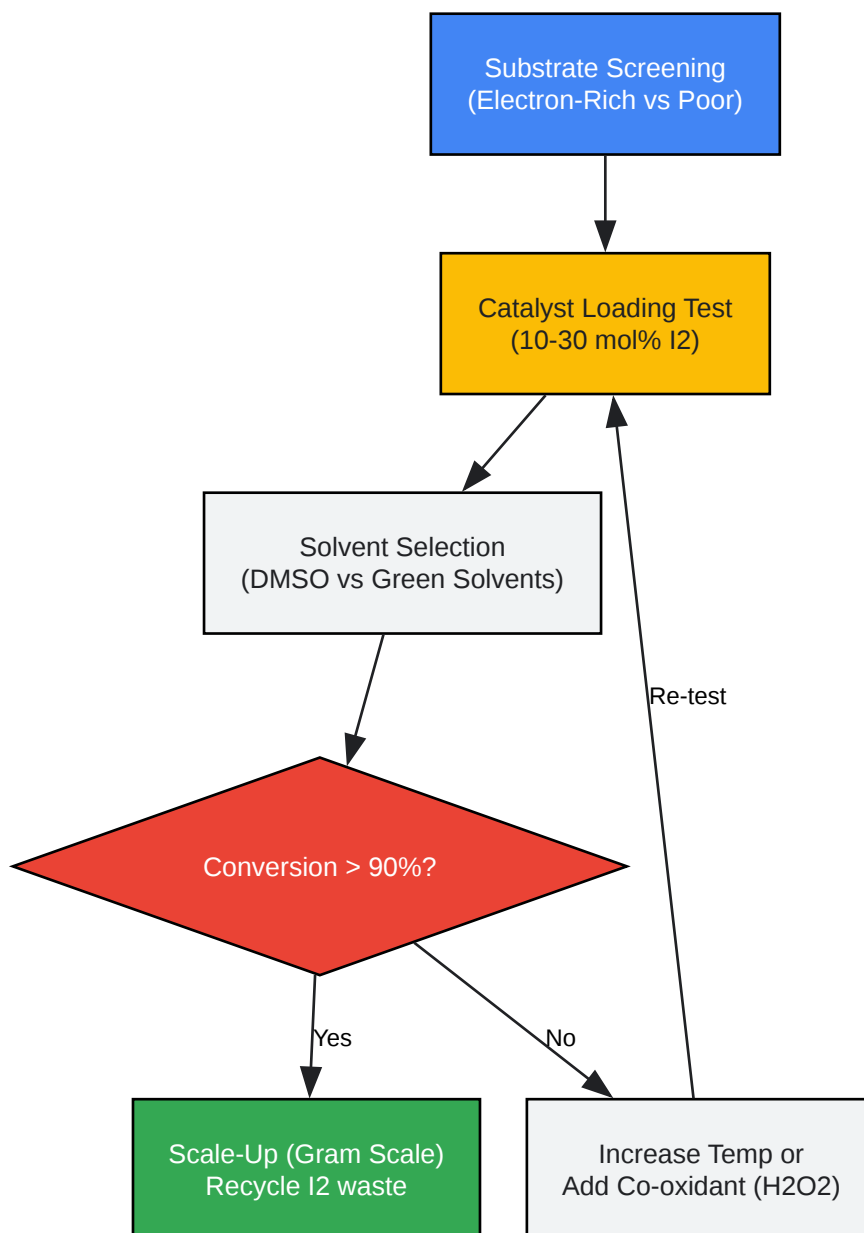 Substrate Screening
(Electron-Rich vs Poor)
Catalyst Loading Test
(10-30 mol% I2)
Solvent Selection
(DMSO vs Green Solvents)
Re-test
Conversion > 90%?
Yes
No
Scale-Up (Gram Scale)
Recycle I2 waste
Increase Temp or
Add Co-oxidant (H2O2)